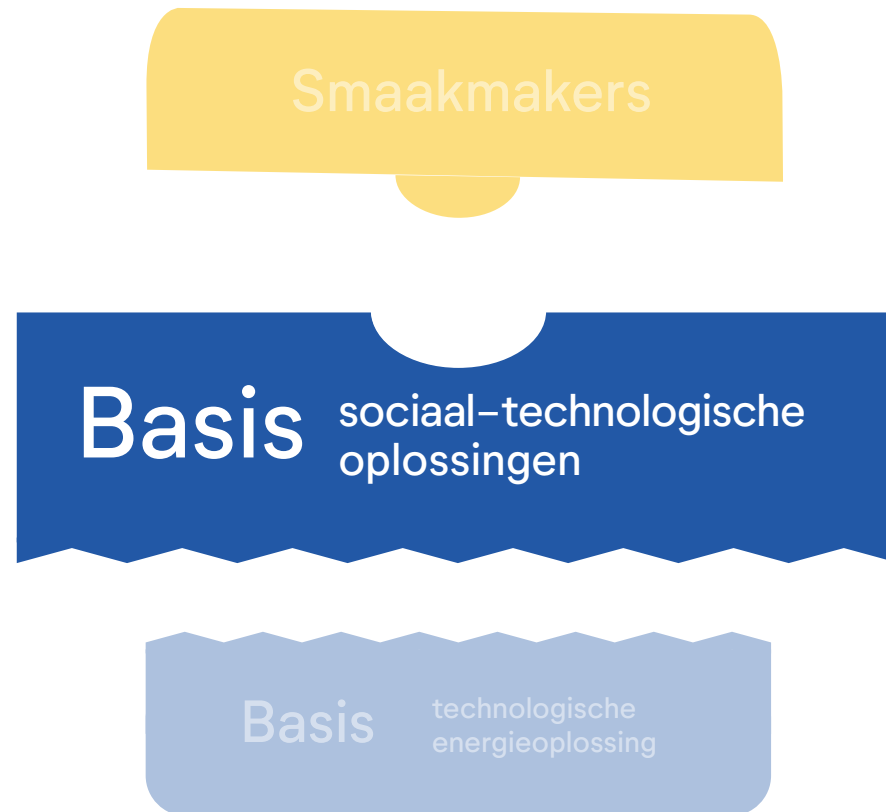 Smaakmakers
Basis
sociaal-technologische
oplossingen
Basis
technologische
energieoplossing